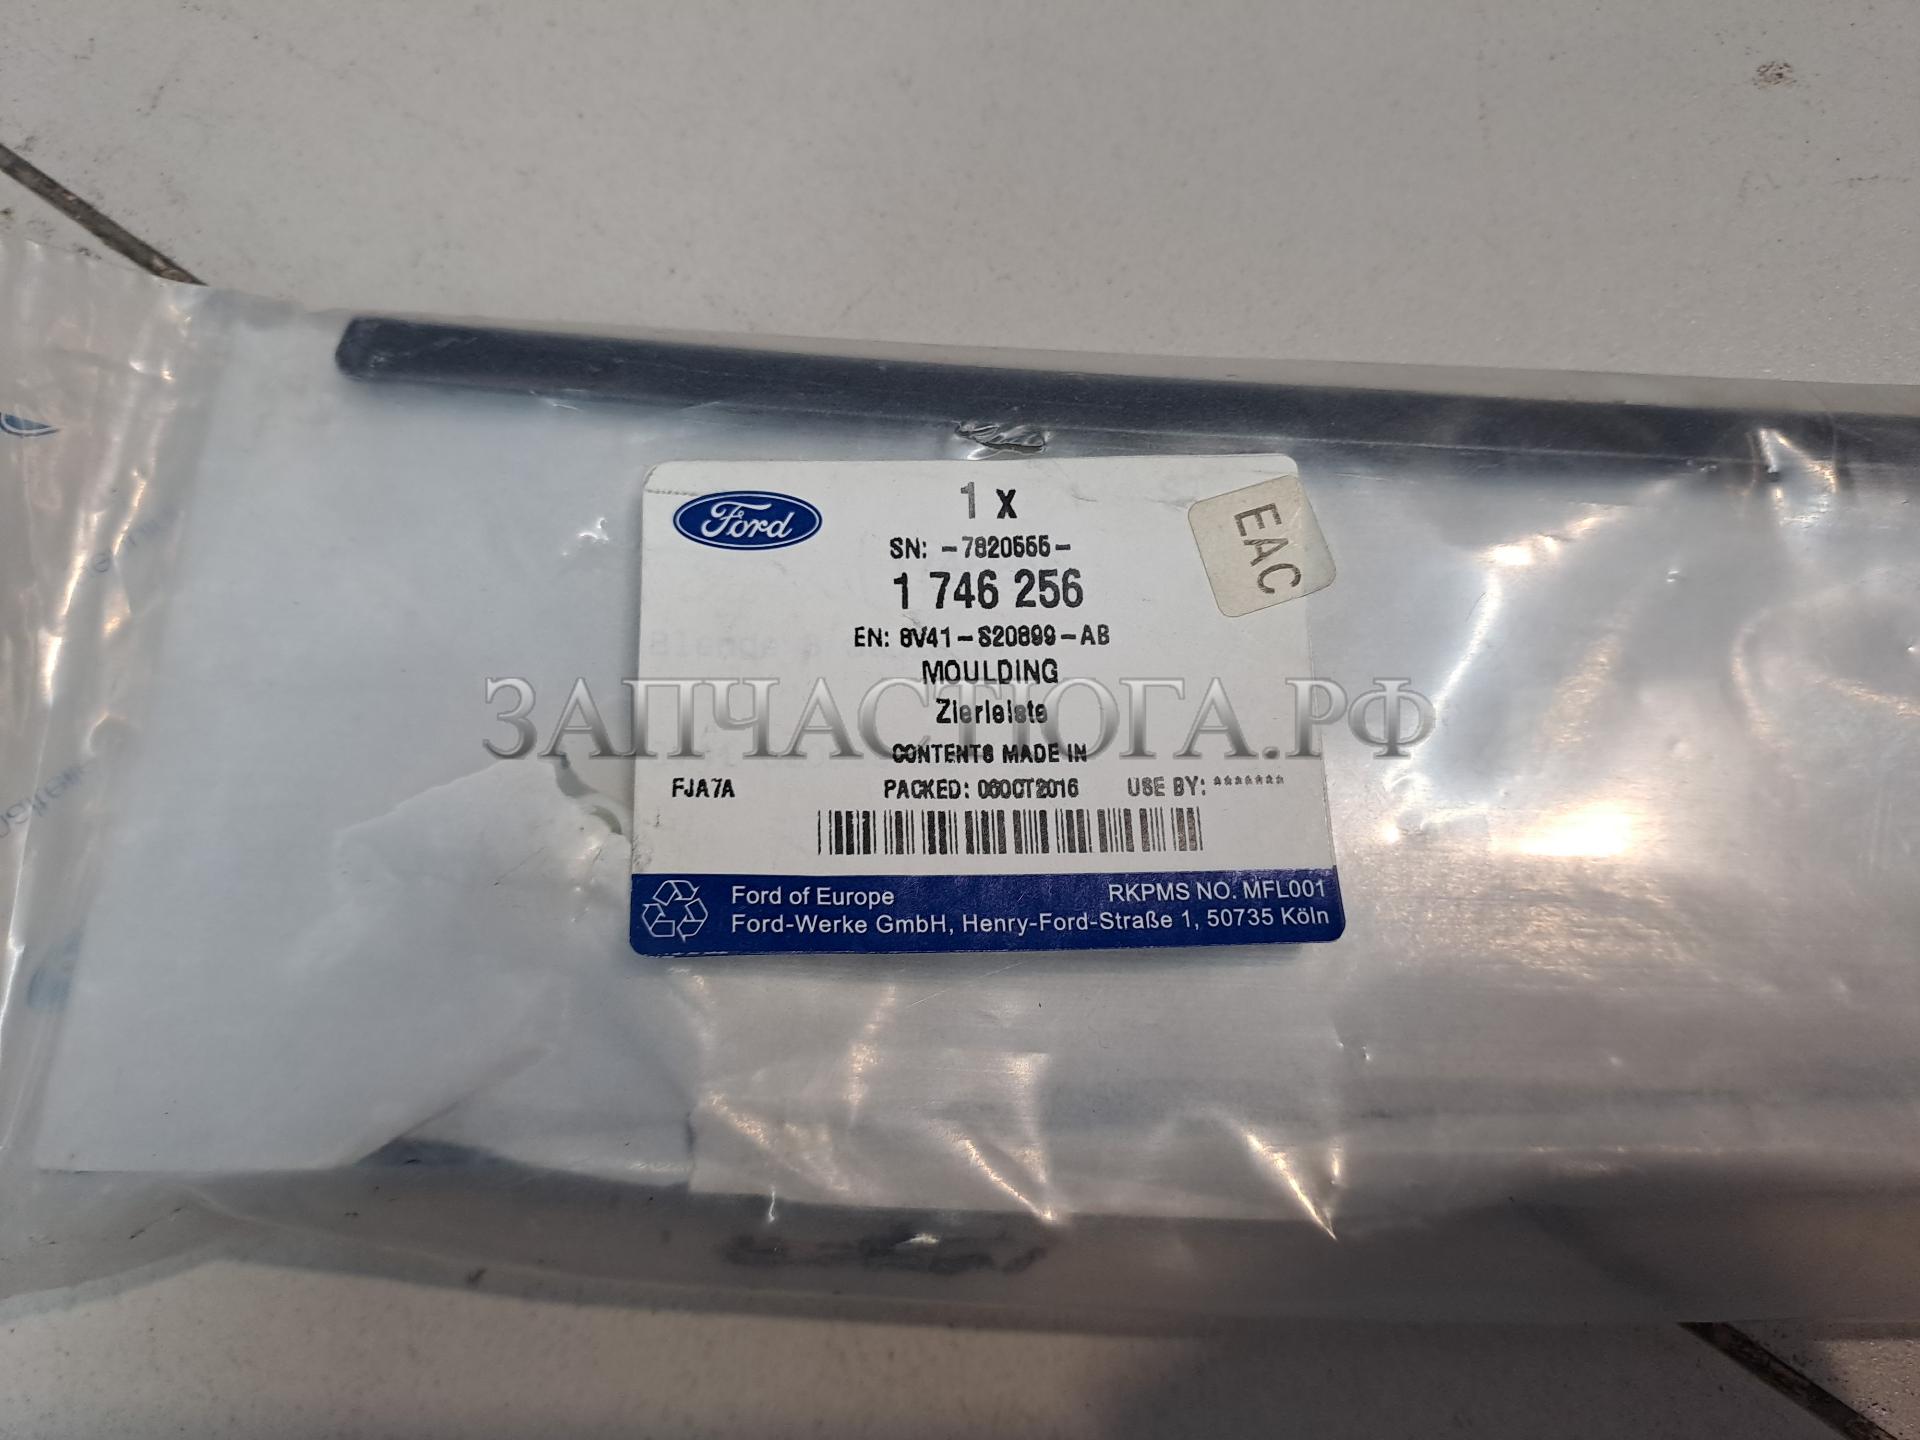 Ford
1 X
EAC
SN: -7820555-
1 746 256
EN: 8V41-S20899-AB
MOULDING
Zierleiste
CONTENTS MADE IN
FJA7A
PACKED: 06OCT2016
USE BY: *******
Ford of Europe
RKPMS NO. MFL001
Ford-Werke GmbH, Henry-Ford-Straße 1, 50735 Köln
ЗАПЧАСТЮГА.РФ